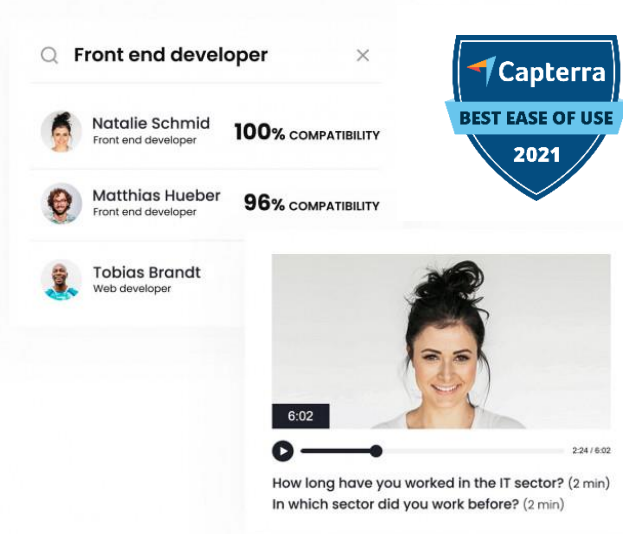 Front end developer
Natalie Schmid
Front end developer
100% COMPATIBILITY
Matthias Hueber
Front end developer
96% COMPATIBILITY
Tobias Brandt
Web developer
Capterra
BEST EASE OF USE
2021
6:02
2:24 / 6:02
How long have you worked in the IT sector? (2 min)
In which sector did you work before? (2 min)